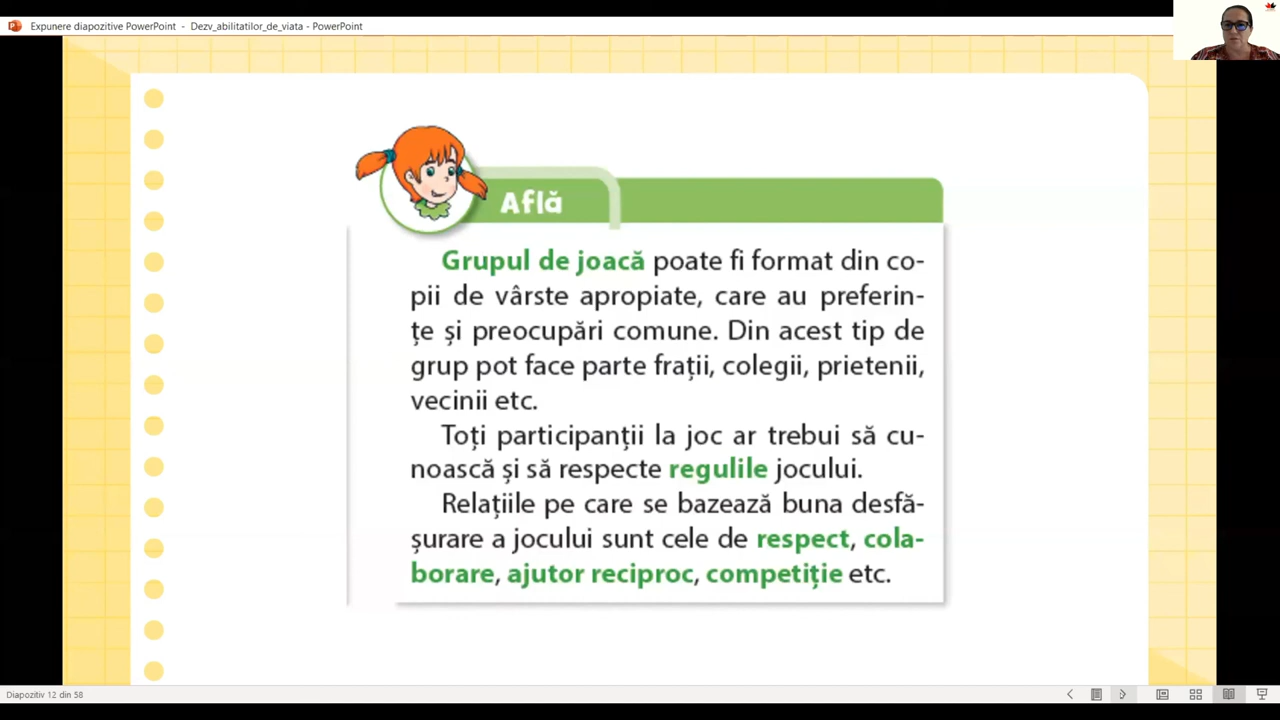 Expunere diapozitive PowerPoint - Dezv_abilitatilor_de_viata - PowerPoint
Află
Grupul de joacă poate fi format din co-
pii de vârste apropiate, care au preferin-
țe și preocupări comune. Din acest tip de
grup pot face parte frații, colegii, prietenii,
vecinii etc.
Toți participanții la joc ar trebui să cu-
noască și să respecte regulile jocului.
Relațiile pe care se bazează buna desfă-
șurare a jocului sunt cele de respect, cola-
borare, ajutor reciproc, competiție etc.
Diapozitiv 12 din 58